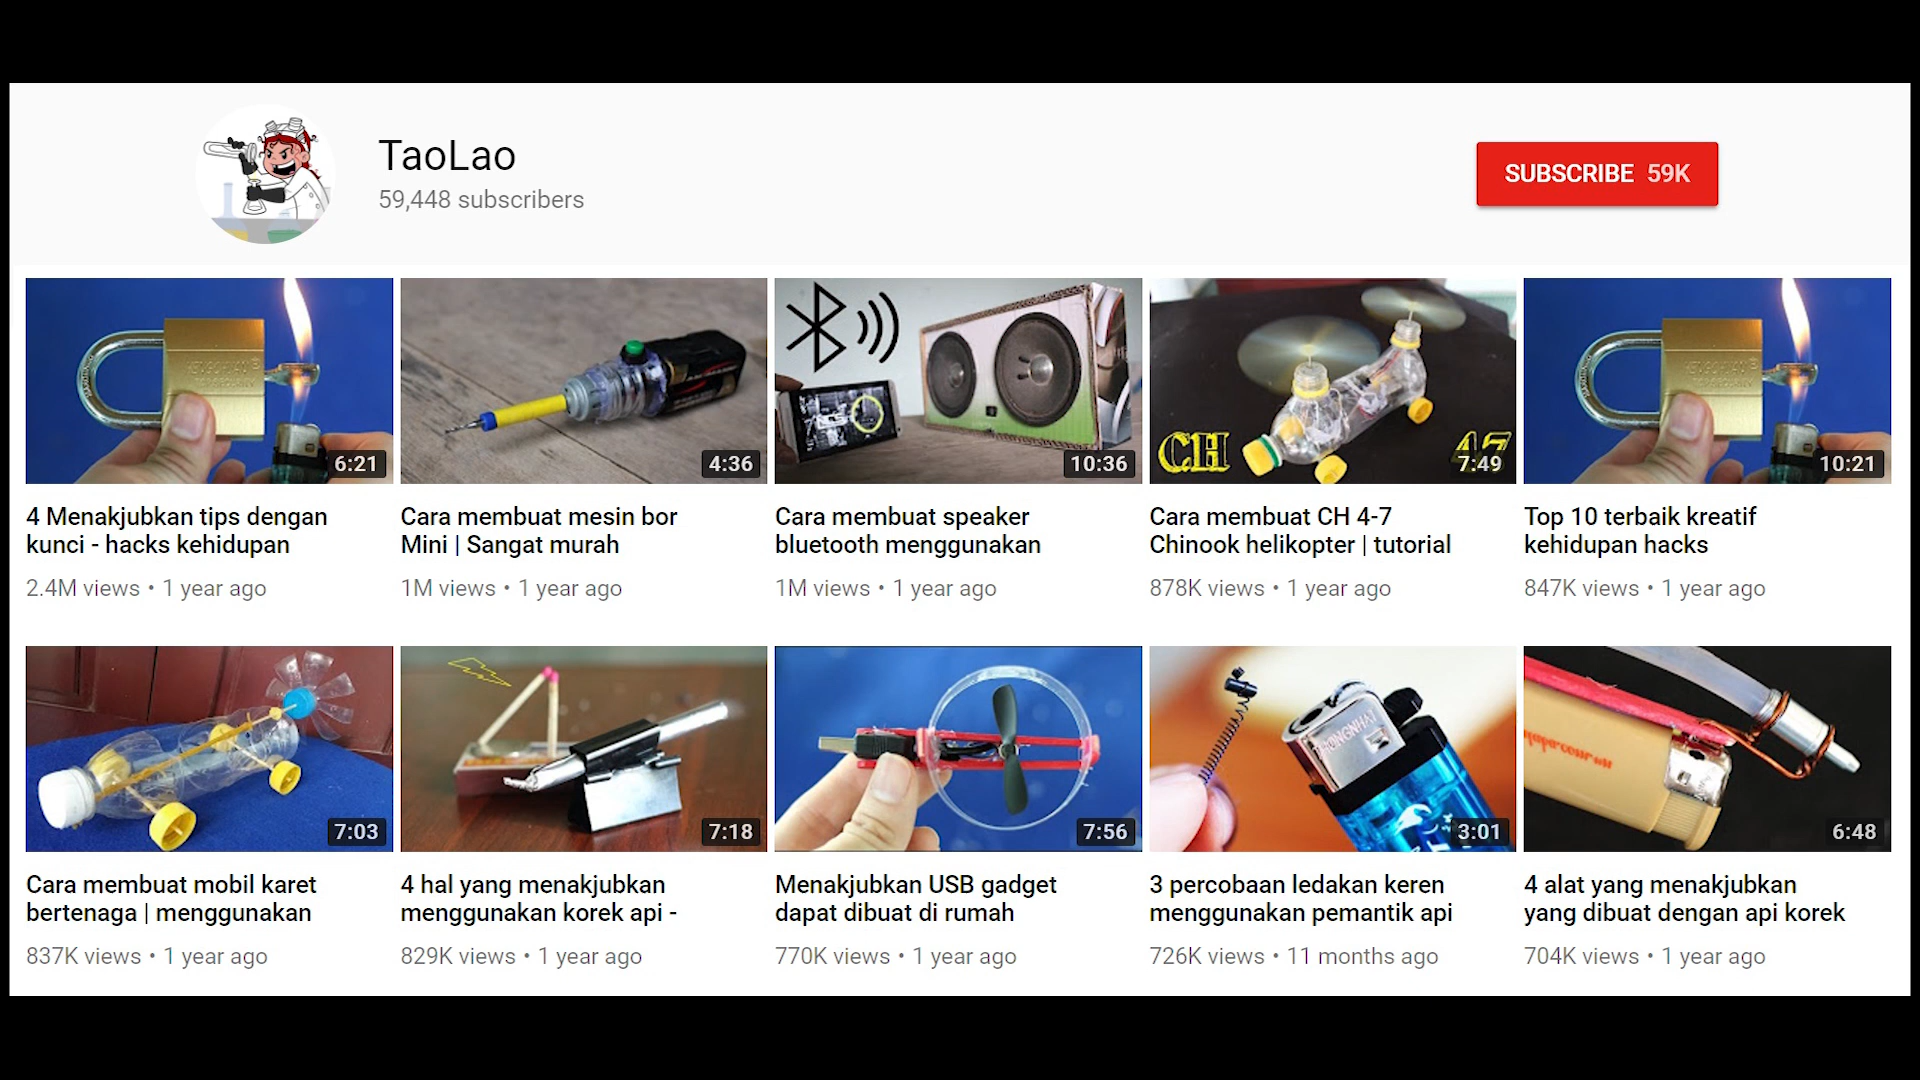 TaoLao
59,448 subscribers
SUBSCRIBE 59K
6:21
4:36
10:36
CH 47
7:49
10:21
4 Menakjubkan tips dengan
kunci - hacks kehidupan
2.4M views • 1 year ago
Cara membuat mesin bor
Mini | Sangat murah
1M views • 1 year ago
Cara membuat speaker
bluetooth menggunakan
1M views • 1 year ago
Cara membuat CH 4-7
Chinook helikopter | tutorial
878K views • 1 year ago
Top 10 terbaik kreatif
kehidupan hacks
847K views • 1 year ago
7:03
7:18
7:56
3:01
6:48
Cara membuat mobil karet
bertenaga | menggunakan
837K views • 1 year ago
4 hal yang menakjubkan
menggunakan korek api -
829K views • 1 year ago
Menakjubkan USB gadget
dapat dibuat di rumah
770K views • 1 year ago
3 percobaan ledakan keren
menggunakan pemantik api
726K views • 11 months ago
4 alat yang menakjubkan
yang dibuat dengan api korek
704K views • 1 year ago